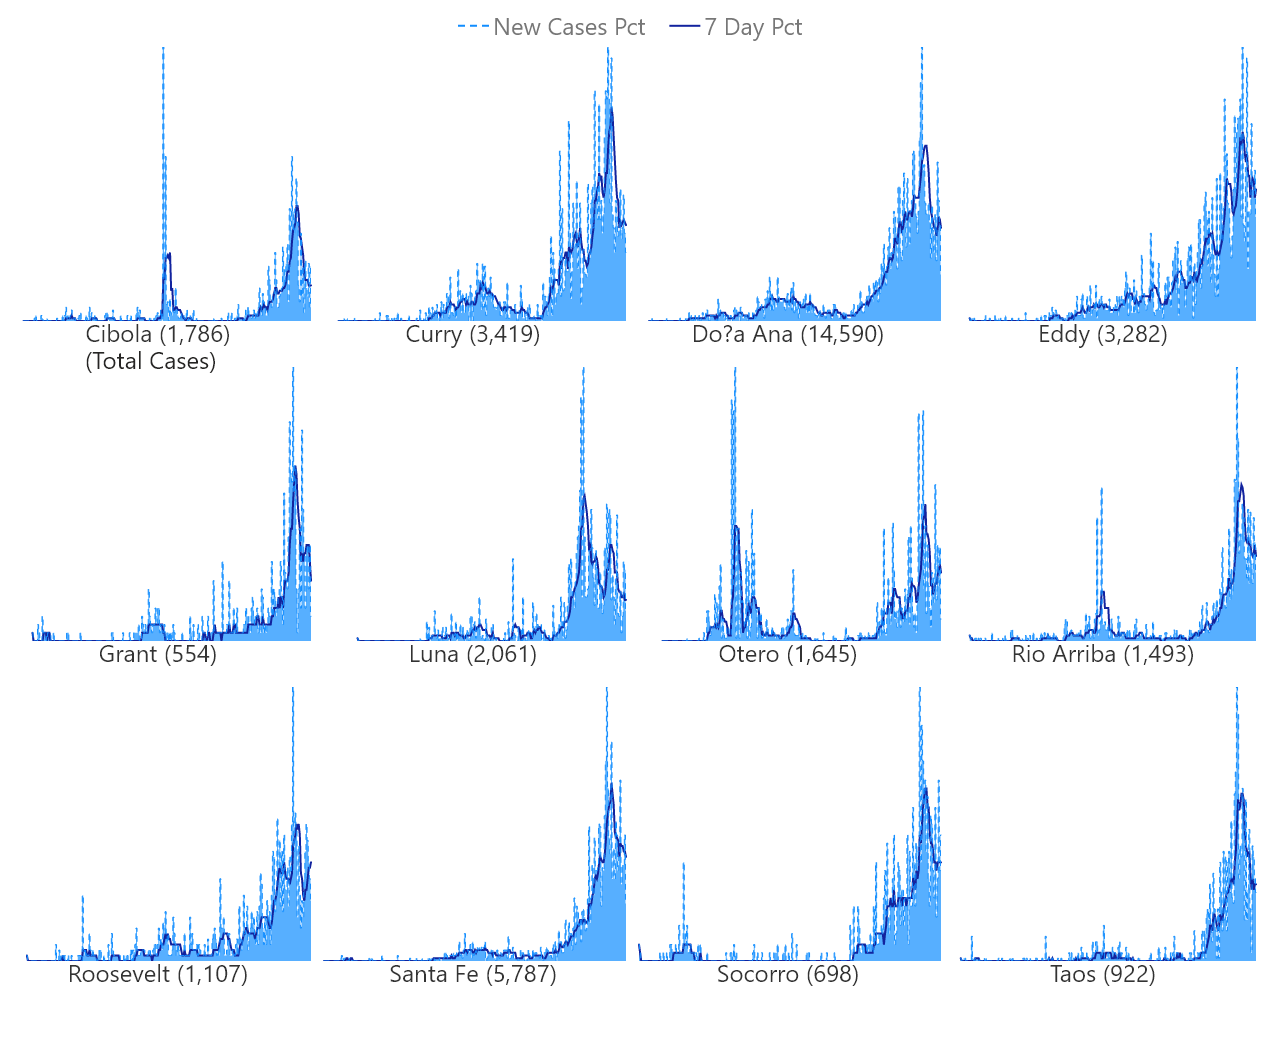 New Cases Pct 7 Day Pct
Cibola (1,786) Curry (3,419) Do?a Ana (14,590) Eddy (3,282)
(Total Cases)
Grant (554) Luna (2,061) Otero (1,645) Rio Arriba (1,493)
Roosevelt (1,107) Santa Fe (5,787) Socorro (698) Taos (922)